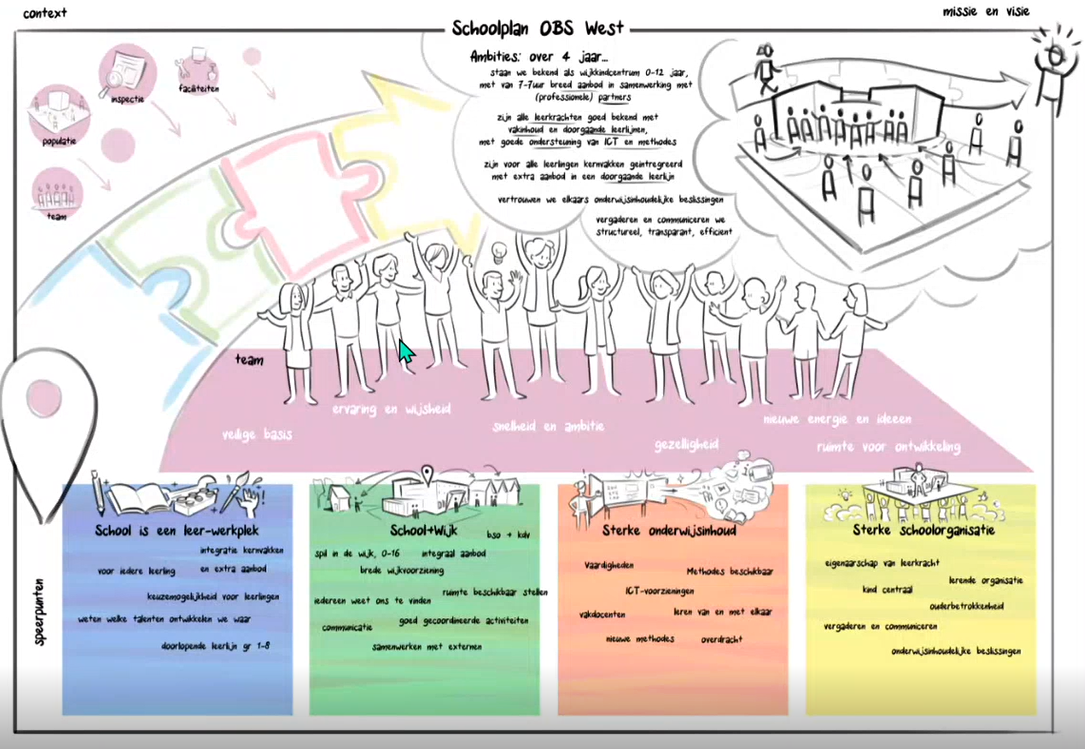 context
missie en visie
Schoolplan OBS West
Ambities: over 4 jaar...
staan we bekend als wijkkindcentrum 0-12 jaar,
met van 7-7uur breed aanbod in samenwerking met
(professionele) partners
zijn alle leerkrachten goed bekend met
vakinhoud en doorgaande leerlijnen,
met goede ondersteuning van ICT en methodes
zijn voor alle leerlingen kernvakken geintregreerd
met extra aanbod in een doorgaande leerlijn
vertrouwen we elkaars onderwijsinhoudelijke beslissingen
vergaderen en communiceren we
structureel, transparant, efficient
inspectie
faciliteiten
populatie
team
team
ervaring en wijsheid
veilige basis
snelheid en ambitie
gezelligheid
nieuwe energie en ideeen
ruimte voor ontwikkeling
speerpunten
School is een leer-werkplek
integratie kernvakken
voor iedere leerling
en extra aanbod
keuzemogelijkheid voor leerlingen
weten welke talenten ontwikkelen we waar
doorlopende leerlijn gr 1-8
School+Wijk
bso + kdv
spil in de wijk, 0-16
integraal aanbod
brede wijkvoorziening
ruimte beschikbaar stellen
iedereen weet ons te vinden
goed gecoordineerde activiteiten
communicatie
samenwerken met externen
Sterke onderwijsinhoud
Vaardigheden
Methodes beschikbaar
ICT-voorzieningen
vakdocenten
leren van en met elkaar
nieuwe methodes
overdracht
Sterke schoolorganisatie
eigenaarschap van leerkracht
lerende organisatie
kind centraal
ouderbetrokkenheid
vergaderen en communiceren
onderwijsinhoudelijke beslissingen